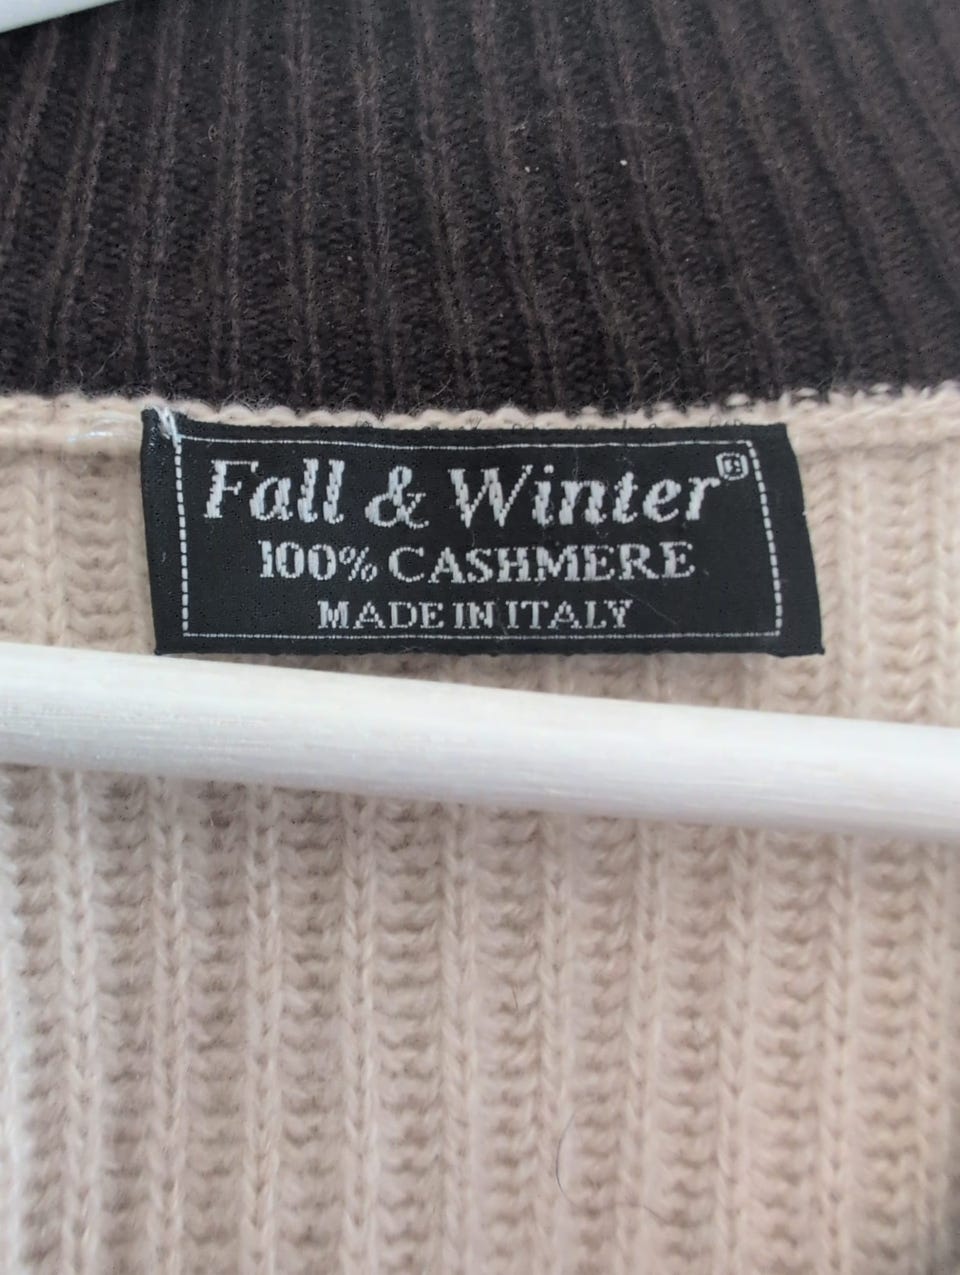 Fall & Winter®
100% CASHMERE
MADE IN ITALY